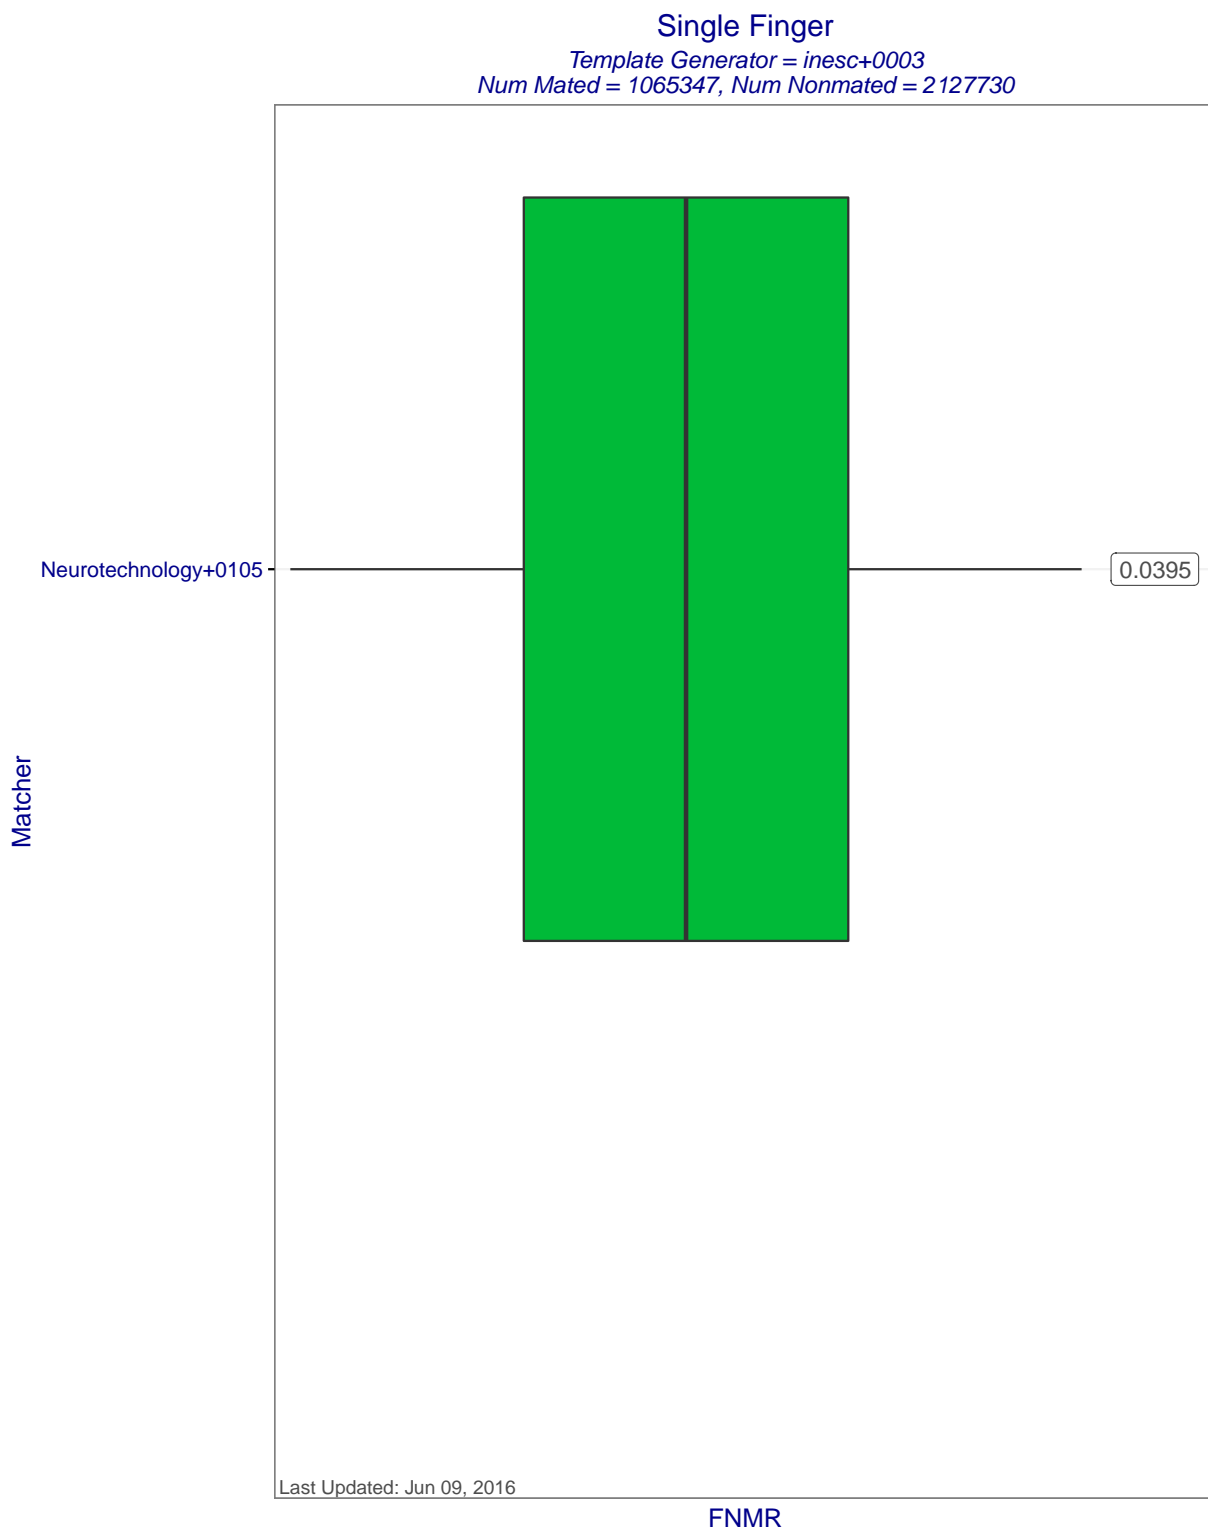 Single Finger
Template Generator = inesc+0003
Num Mated = 1065347, Num Nonmated = 2127730
Neurotechnology+0105
0.0395
Matcher
Last Updated: Jun 09, 2016
FNMR